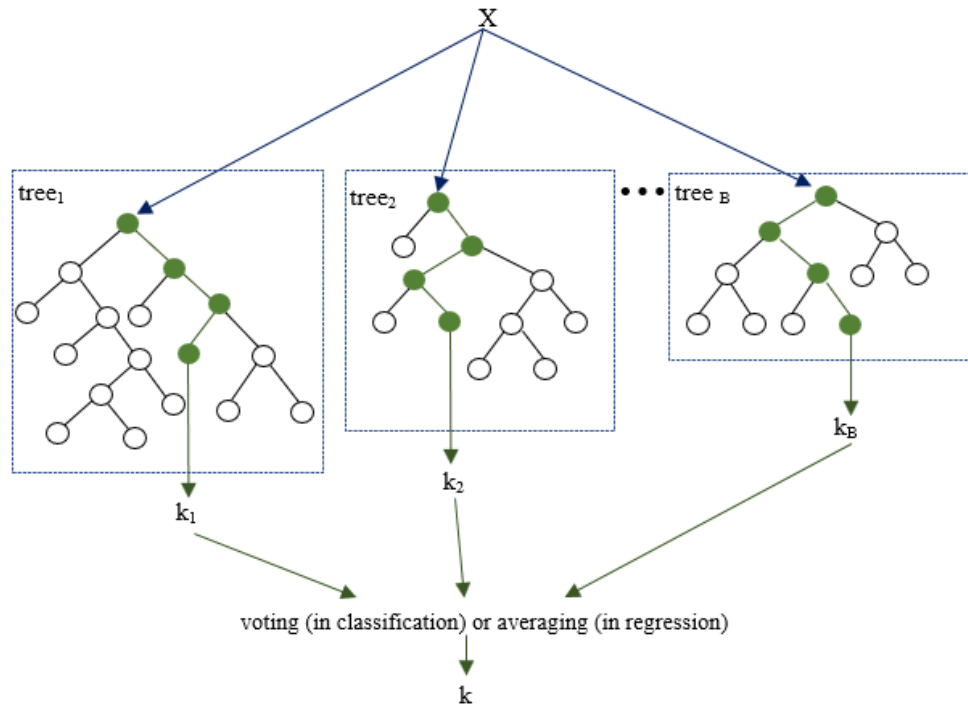 X
tree₁
tree₂
••• tree B
k₁
k₂
kB
voting (in classification) or averaging (in regression)
k